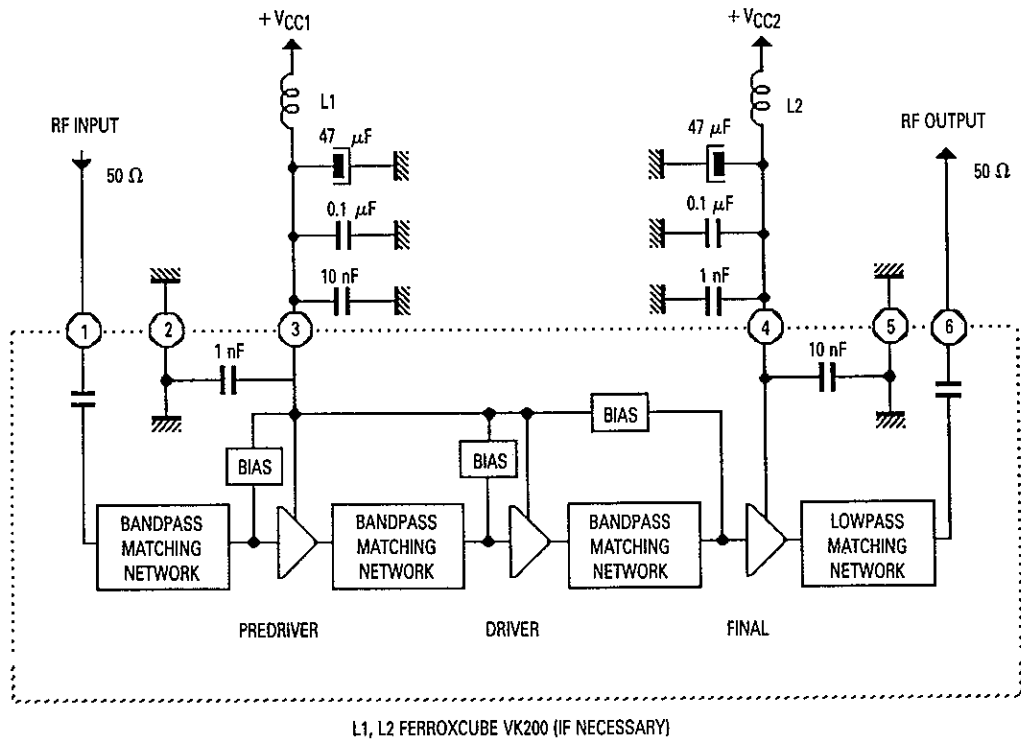 + VCC1
+ VCC2
L1
L2
RF INPUT
RF OUTPUT
50 Ω
50 Ω
47 μF
47 μF
0.1 μF
0.1 μF
10 nF
1 nF
1
2
3
4
5
6
1 nF
10 nF
BIAS
BIAS
BIAS
BANDPASS
MATCHING
NETWORK
BANDPASS
MATCHING
NETWORK
BANDPASS
MATCHING
NETWORK
LOWPASS
MATCHING
NETWORK
PREDRIVER
DRIVER
FINAL
L1, L2 FERROXCUBE VK200 (IF NECESSARY)